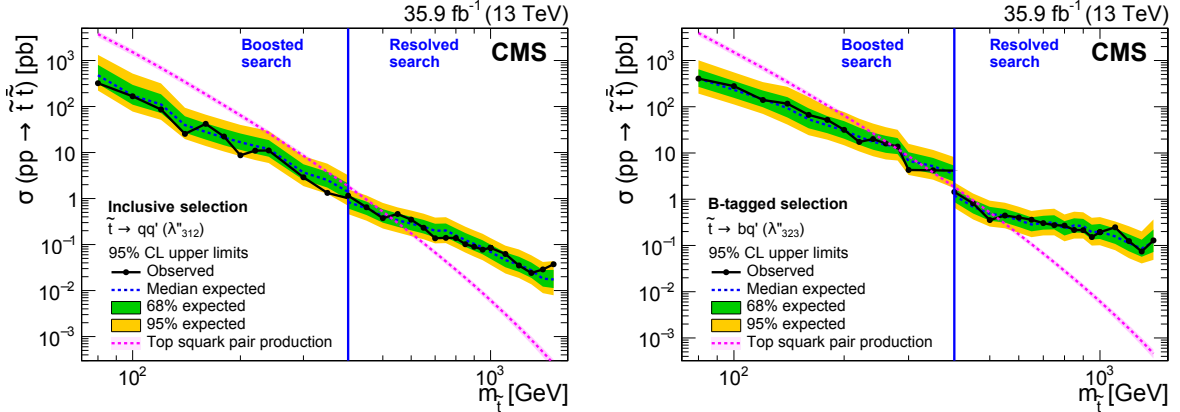 35.9 fb⁻¹ (13 TeV)
CMS
Boosted search
Resolved search
σ (pp → t̃ t̃̄) [pb]
10³
10²
10
1
10⁻¹
10⁻²
10⁻³
Inclusive selection
t̃ → qq' (λ''₃₁₂)
95% CL upper limits
Observed
Median expected
68% expected
95% expected
Top squark pair production
10²
10³
m_t̃ [GeV]
35.9 fb⁻¹ (13 TeV)
CMS
Boosted search
Resolved search
σ (pp → t̃ t̃̄) [pb]
10³
10²
10
1
10⁻¹
10⁻²
10⁻³
B-tagged selection
t̃ → bq' (λ''₃₂₃)
95% CL upper limits
Observed
Median expected
68% expected
95% expected
Top squark pair production
10²
10³
m_t̃ [GeV]